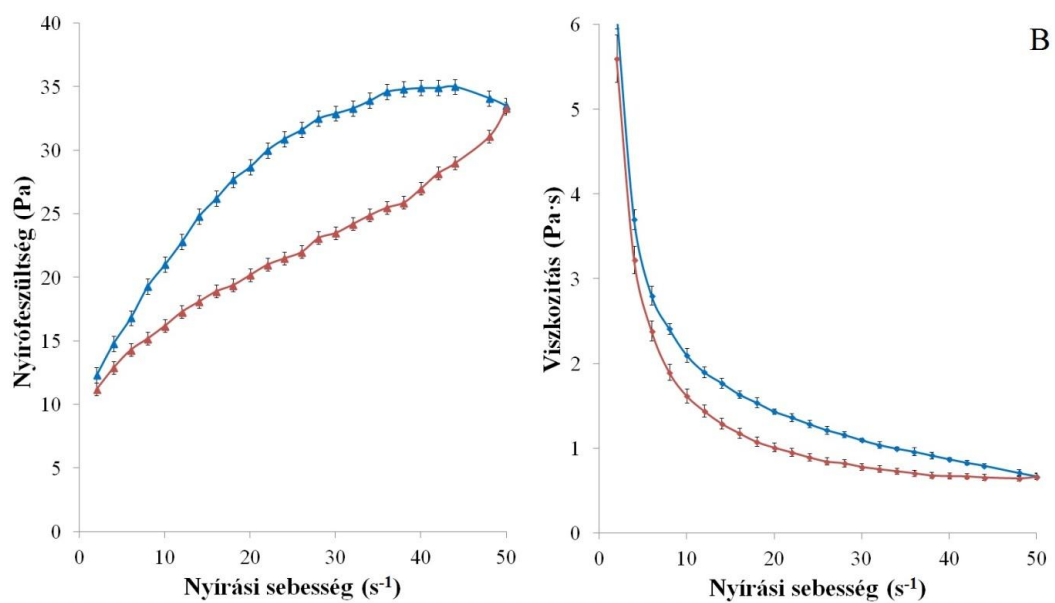 40
35
30
25
20
15
10
5
0
Nyírófeszültség (Pa)
0 10 20 30 40 50
Nyírási sebesség (s⁻¹)
B
6
5
4
3
2
1
0
Viszkozitás (Pa·s)
0 10 20 30 40 50
Nyírási sebesség (s⁻¹)